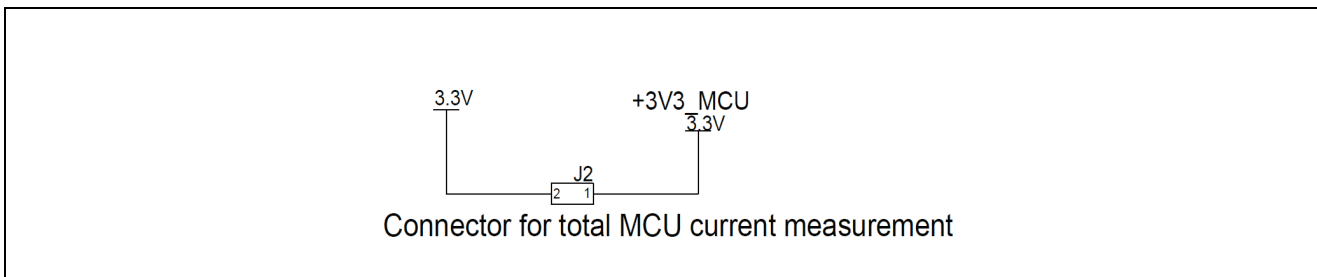 3.3V
+3V3_MCU
3.3V
J2
2 1
Connector for total MCU current measurement